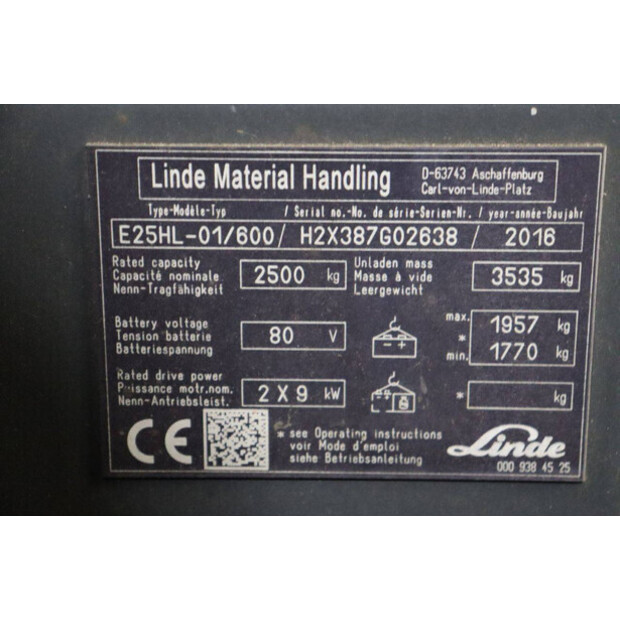 Linde Material Handling
D-63743 Aschaffenburg
Carl-von-Linde-Platz
Type-Modèle-Typ / Serial no.-No. de série-Serien-Nr. / year-année-Baujahr
E25HL-01/600 / H2X387G02638 / 2016
Rated capacity
Capacité nominale
Nenn-Tragfähigkeit
2500 kg
Unladen mass
Masse à vide
Leergewicht
3535 kg
Battery voltage
Tension batterie
Batteriespannung
80 V
- +
max. 1957 kg
*
min. 1770 kg
Rated drive power
Puissance motr.nom.
Nenn-Antriebsleist.
2 X 9 kW
* kg
CE
* see Operating instructions
voir Mode d'emploi
siehe Betriebsanleitung
Linde
000 938 45 25